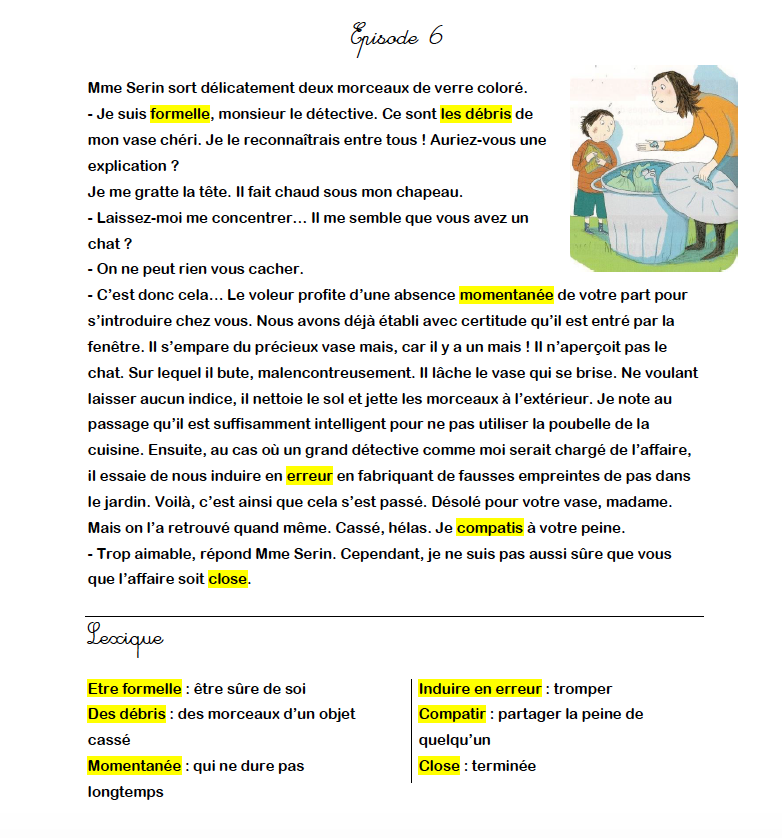 Episode 6
Mme Serin sort délicatement deux morceaux de verre coloré.
- Je suis formelle, monsieur le détective. Ce sont les débris de
mon vase chéri. Je le reconnaîtrais entre tous ! Auriez-vous une
explication ?
Je me gratte la tête. Il fait chaud sous mon chapeau.
- Laissez-moi me concentrer… Il me semble que vous avez un
chat ?
- On ne peut rien vous cacher.
- C’est donc cela… Le voleur profite d’une absence momentanée de votre part pour
s’introduire chez vous. Nous avons déjà établi avec certitude qu’il est entré par la
fenêtre. Il s’empare du précieux vase mais, car il y a un mais ! Il n’aperçoit pas le
chat. Sur lequel il bute, malencontreusement. Il lâche le vase qui se brise. Ne voulant
laisser aucun indice, il nettoie le sol et jette les morceaux à l’extérieur. Je note au
passage qu’il est suffisamment intelligent pour ne pas utiliser la poubelle de la
cuisine. Ensuite, au cas où un grand détective comme moi serait chargé de l’affaire,
il essaie de nous induire en erreur en fabriquant de fausses empreintes de pas dans
le jardin. Voilà, c’est ainsi que cela s’est passé. Désolé pour votre vase, madame.
Mais on l’a retrouvé quand même. Cassé, hélas. Je compatis à votre peine.
- Trop aimable, répond Mme Serin. Cependant, je ne suis pas aussi sûre que vous
que l’affaire soit close.
Lexique
Etre formelle : être sûre de soi
Des débris : des morceaux d’un objet
cassé
Momentanée : qui ne dure pas
longtemps
Induire en erreur : tromper
Compatir : partager la peine de
quelqu’un
Close : terminée